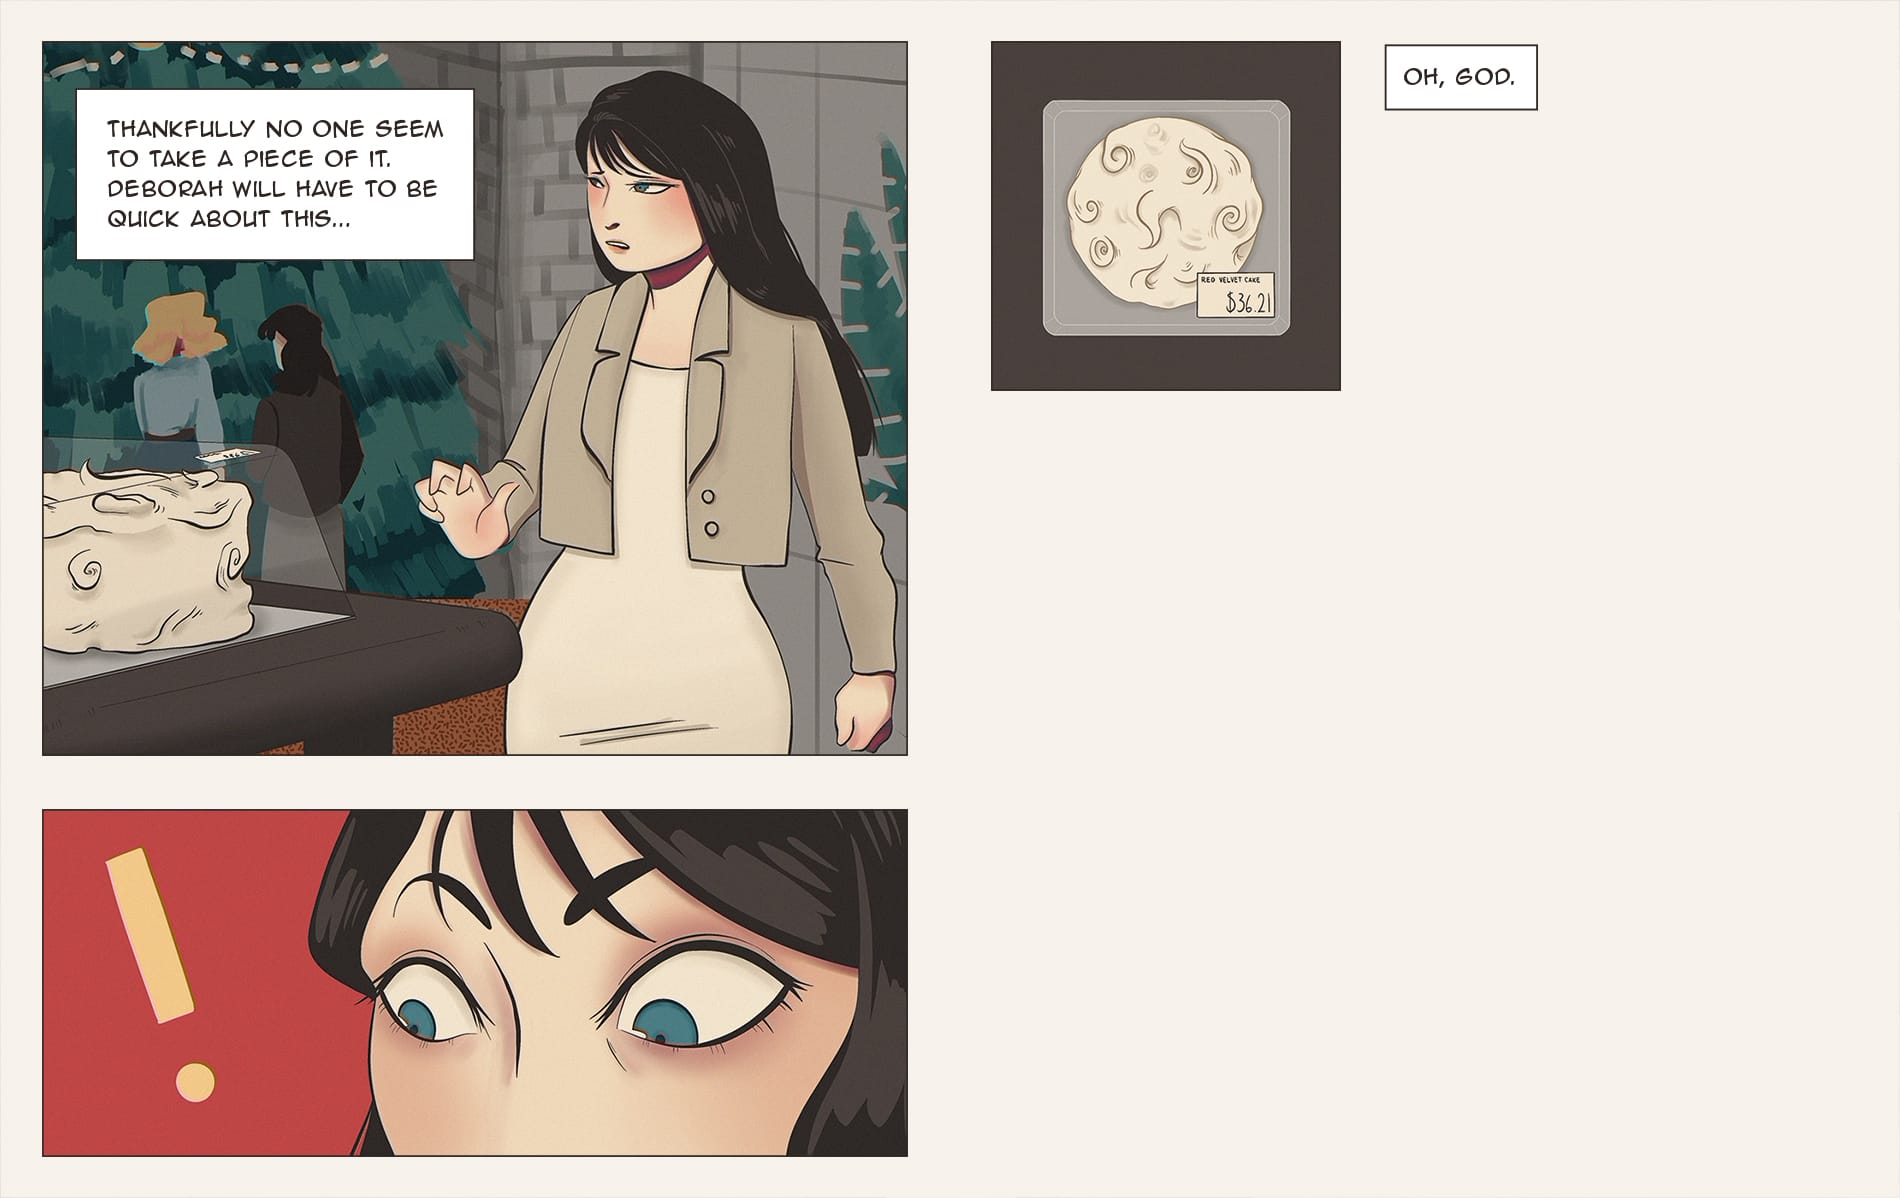 THANKFULLY NO ONE SEEM
TO TAKE A PIECE OF IT.
DEBORAH WILL HAVE TO BE
QUICK ABOUT THIS...
!
RED VELVET CAKE
$36.21
OH, GOD.